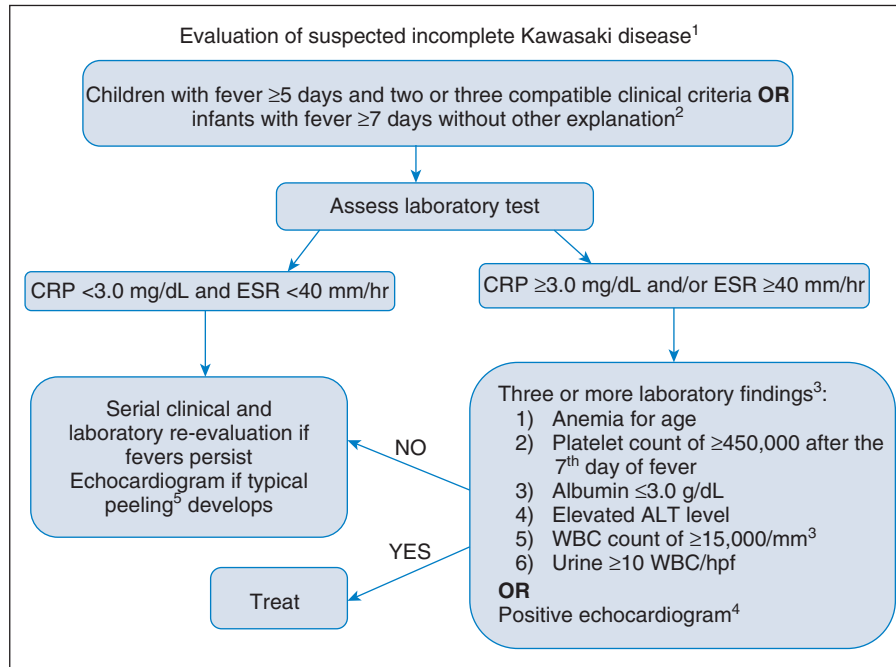 Evaluation of suspected incomplete Kawasaki disease¹
Children with fever ≥5 days and two or three compatible clinical criteria OR
infants with fever ≥7 days without other explanation²
Assess laboratory test
CRP <3.0 mg/dL and ESR <40 mm/hr
CRP ≥3.0 mg/dL and/or ESR ≥40 mm/hr
Serial clinical and
laboratory re-evaluation if
fevers persist
Echocardiogram if typical
peeling⁵ develops
NO
YES
Treat
Three or more laboratory findings³:
1) Anemia for age
2) Platelet count of ≥450,000 after the
7th day of fever
3) Albumin ≤3.0 g/dL
4) Elevated ALT level
5) WBC count of ≥15,000/mm³
6) Urine ≥10 WBC/hpf
OR
Positive echocardiogram⁴